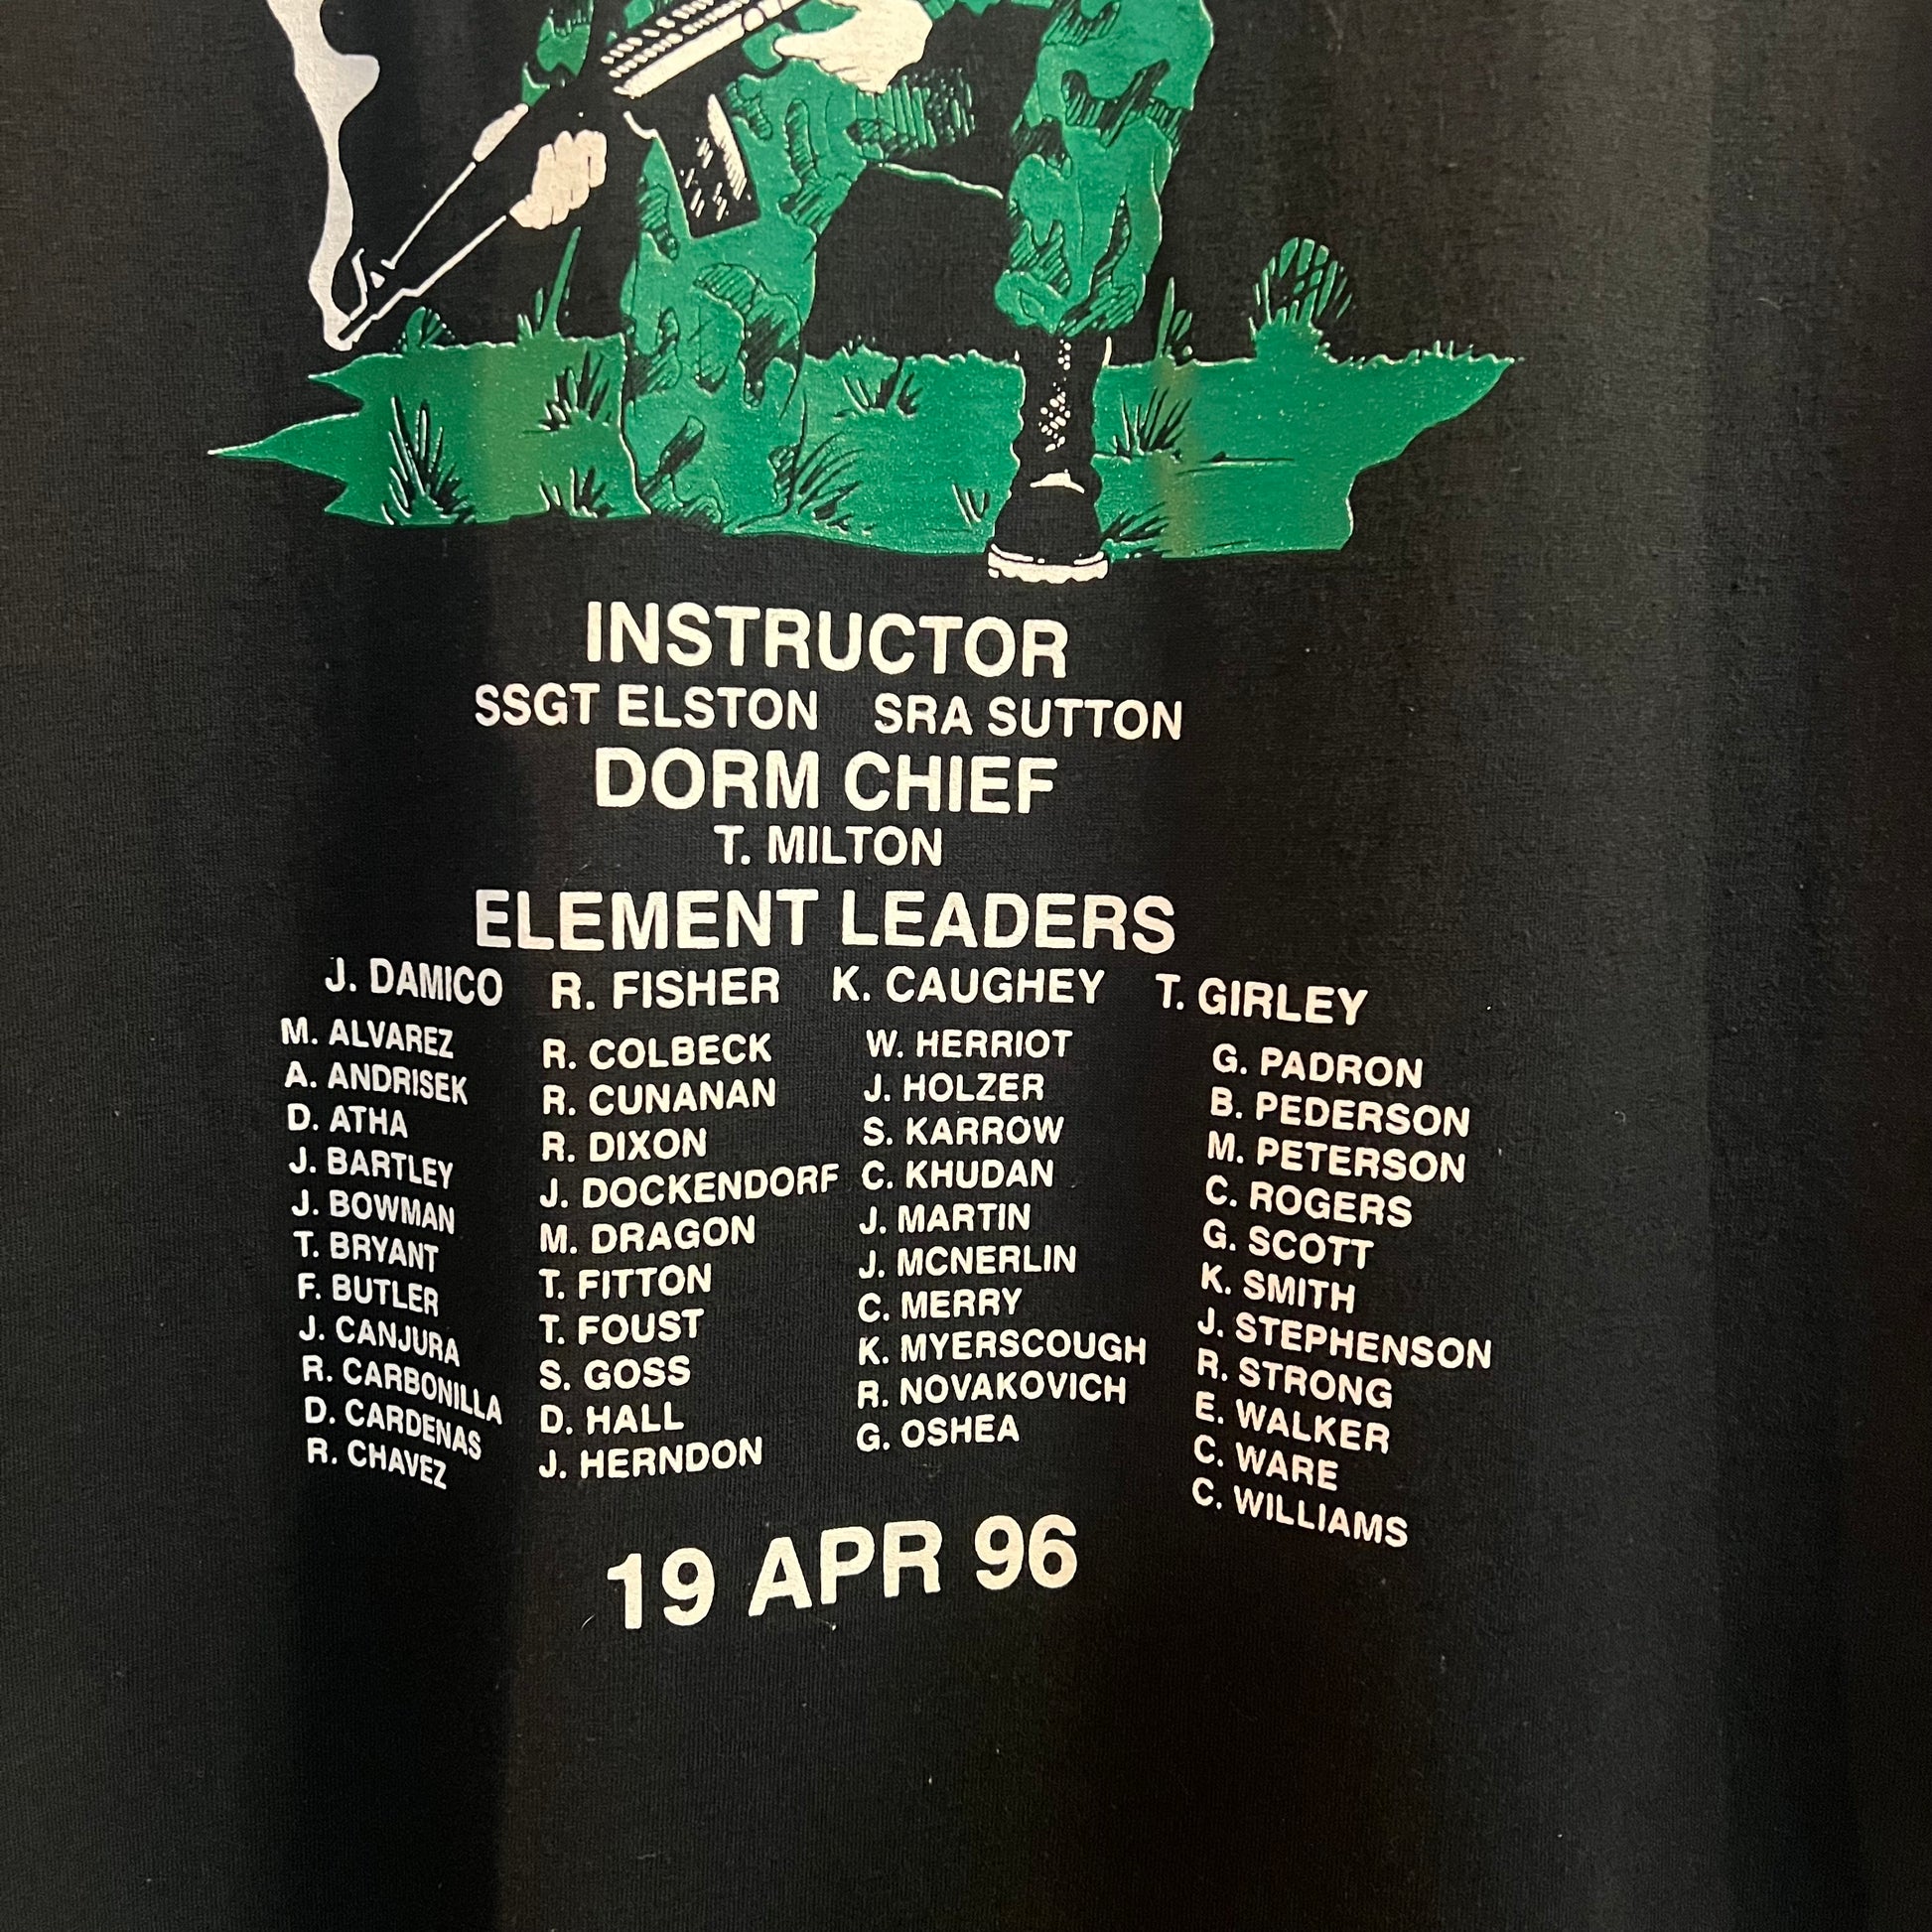 INSTRUCTOR
SSGT ELSTON SRA SUTTON
DORM CHIEF
T. MILTON
ELEMENT LEADERS
J. DAMICO R. FISHER K. CAUGHEY T. GIRLEY
M. ALVAREZ
A. ANDRISEK
D. ATHA
J. BARTLEY
J. BOWMAN
T. BRYANT
F. BUTLER
J. CANJURA
R. CARBONILLA
D. CARDENAS
R. CHAVEZ
R. COLBECK
R. CUNANAN
R. DIXON
J. DOCKENDORF
M. DRAGON
T. FITTON
T. FOUST
S. GOSS
D. HALL
J. HERNDON
W. HERRIOT
J. HOLZER
S. KARROW
C. KHUDAN
J. MARTIN
J. MCNERLIN
C. MERRY
K. MYERSCOUGH
R. NOVAKOVICH
G. OSHEA
G. PADRON
B. PEDERSON
M. PETERSON
C. ROGERS
G. SCOTT
K. SMITH
J. STEPHENSON
R. STRONG
E. WALKER
C. WARE
C. WILLIAMS
19 APR 96